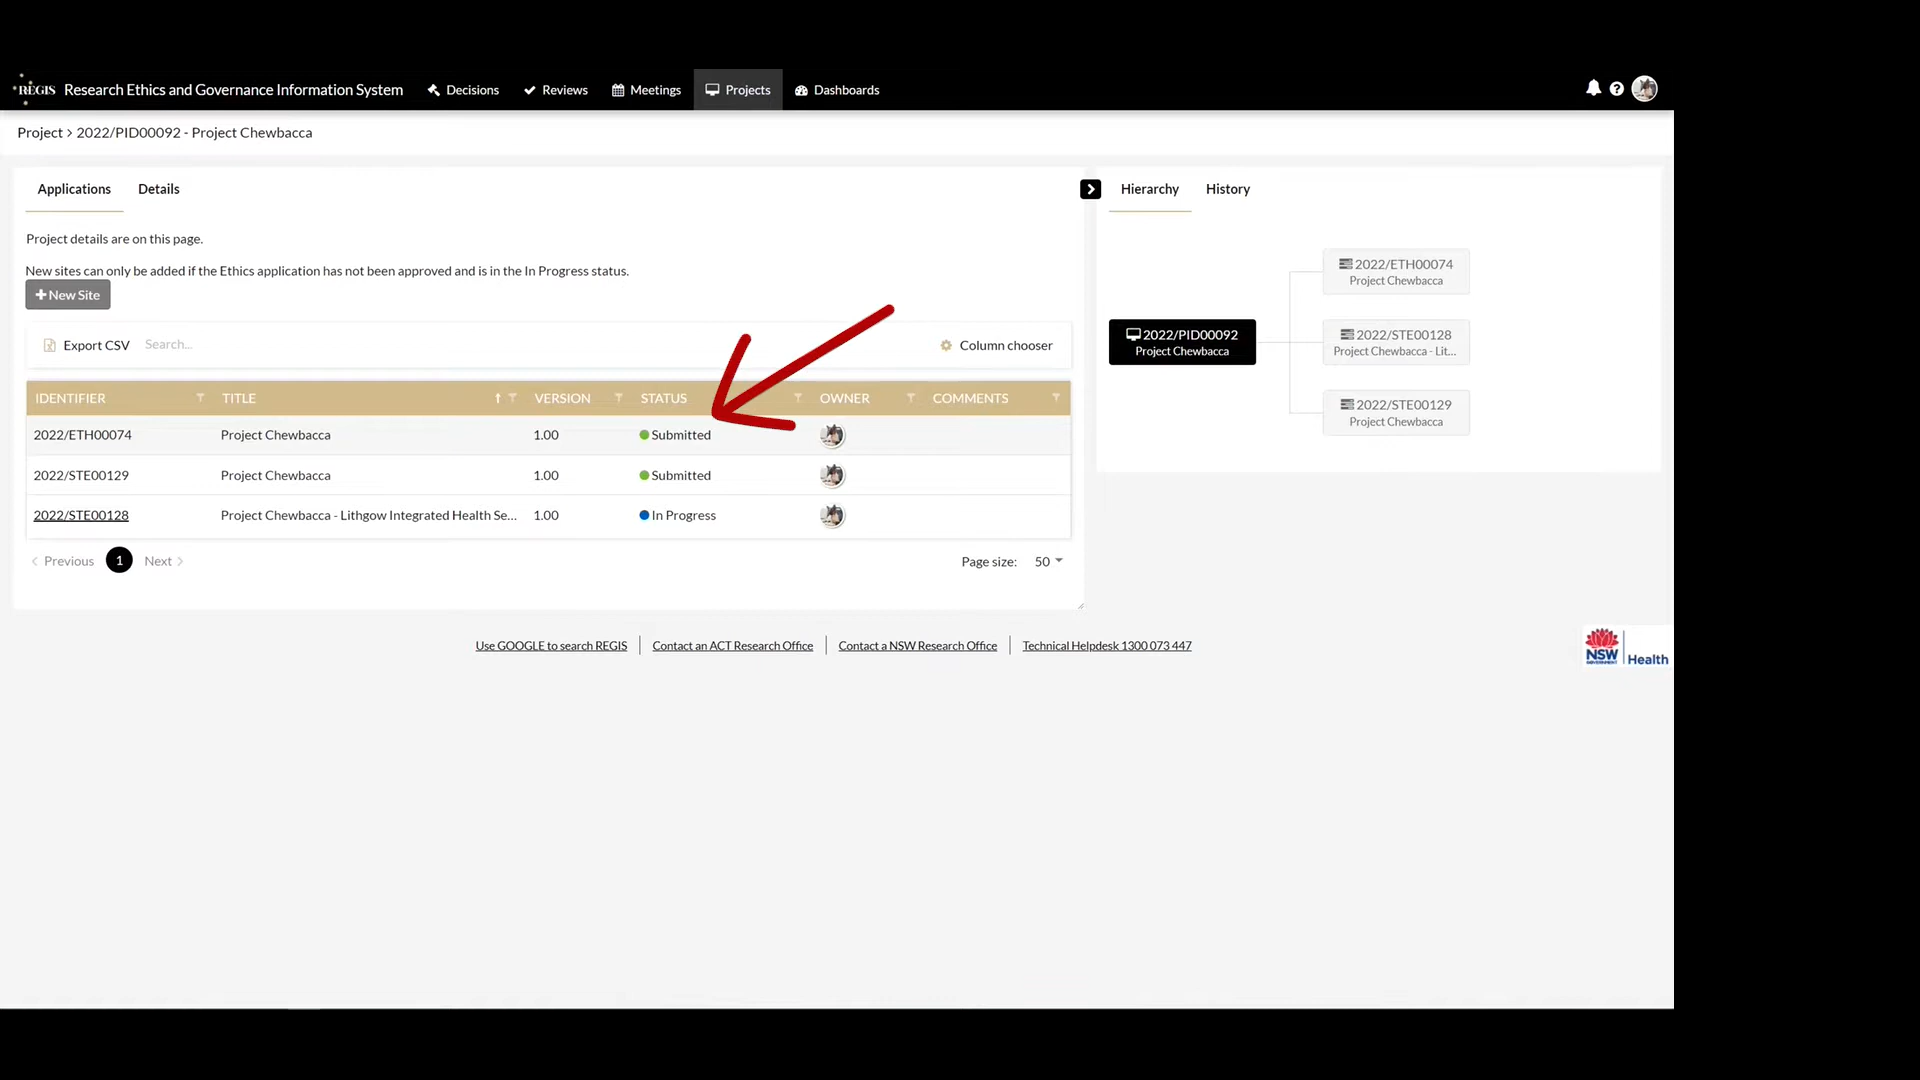 REGIS Research Ethics and Governance Information System Decisions Reviews Meetings Projects Dashboards
Project > 2022/PID00092 - Project Chewbacca
Applications Details
Project details are on this page.
New sites can only be added if the Ethics application has not been approved and is in the In Progress status.
New Site
Export CSV Search... Column chooser
IDENTIFIER TITLE VERSION STATUS OWNER COMMENTS
2022/ETH00074 Project Chewbacca 1.00 Submitted
2022/STE00129 Project Chewbacca 1.00 Submitted
2022/STE00128 Project Chewbacca - Lithgow Integrated Health Se... 1.00 In Progress
Previous 1 Next Page size: 50
Hierarchy History
2022/ETH00074
Project Chewbacca
2022/PID00092
Project Chewbacca
2022/STE00128
Project Chewbacca - Lit...
2022/STE00129
Project Chewbacca
Use GOOGLE to search REGIS Contact an ACT Research Office Contact a NSW Research Office Technical Helpdesk 1300 073 447
NSW
GOVERNMENT
Health